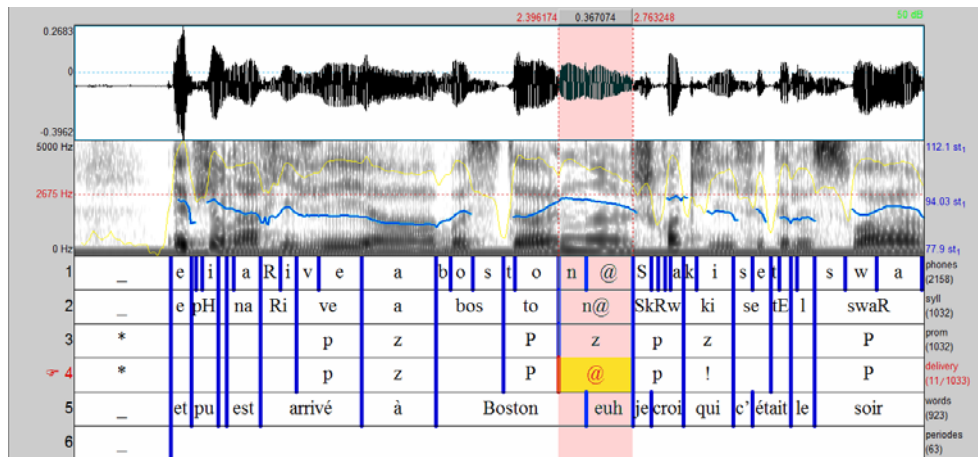 2.396174 0.367074 2.763248 50 dB
0.2683
0
-0.3962
5000 Hz 112.1 st₁
2675 Hz 94.03 st₁
0 Hz 77.9 st₁
1 _ e i a R i v e a b o s t o n @ S a k i s e t s w a phones (2158)
2 _ e pH na Ri ve a bos to n@ SkRw ki se tE l swaR syll (1032)
3 * p z P z p z P prom (1032)
☞ 4 * p z P @ p ! P delivery (11/1033)
5 _ et pu est arrivé à Boston euh je croi qui c' était le soir words (923)
6 _ periodes (63)